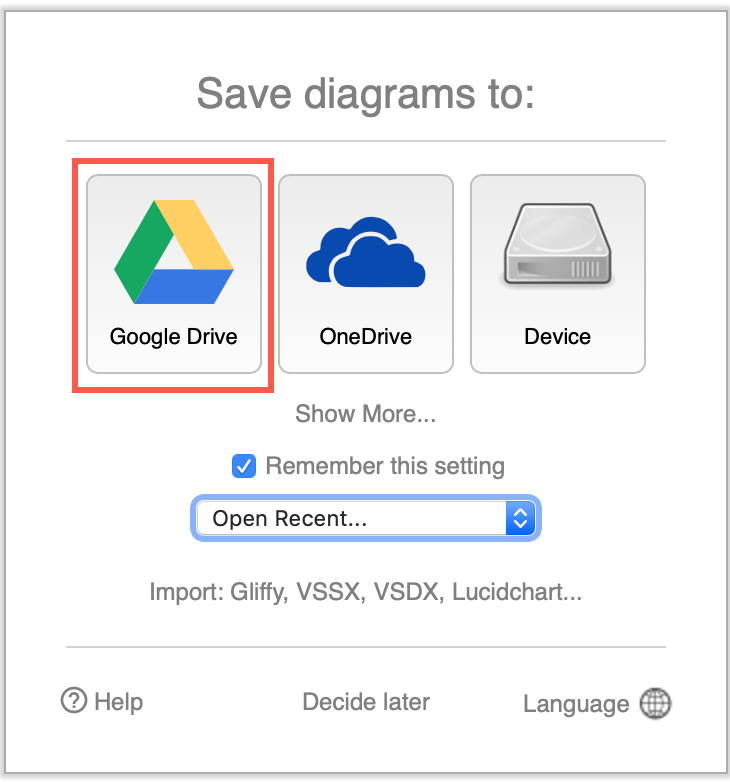 Save diagrams to:
Google Drive
OneDrive
Device
Show More...
Remember this setting
Open Recent...
Import: Gliffy, VSSX, VSDX, Lucidchart...
? Help
Decide later
Language